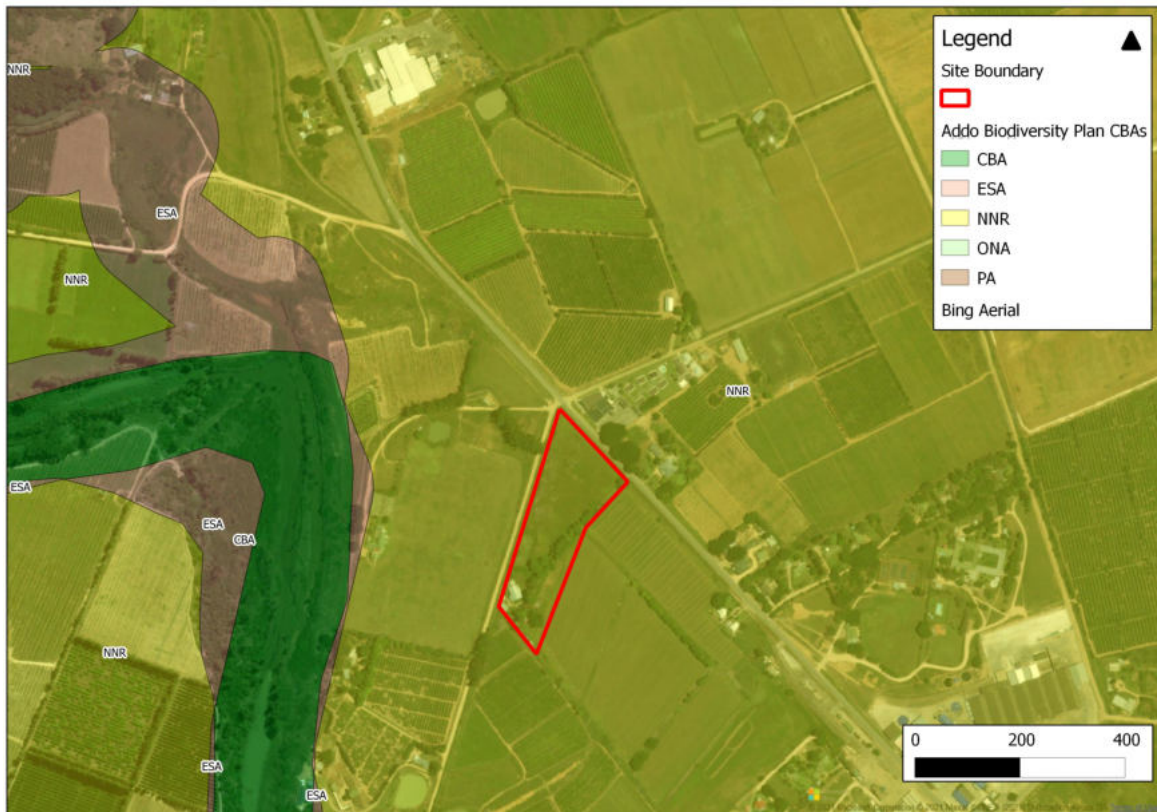 Legend
Site Boundary
Addo Biodiversity Plan CBAs
CBA
ESA
NNR
ONA
PA
Bing Aerial
NNR
ESA
NNR
NNR
ESA
ESA
CBA
NNR
ESA
ESA
0 200 400